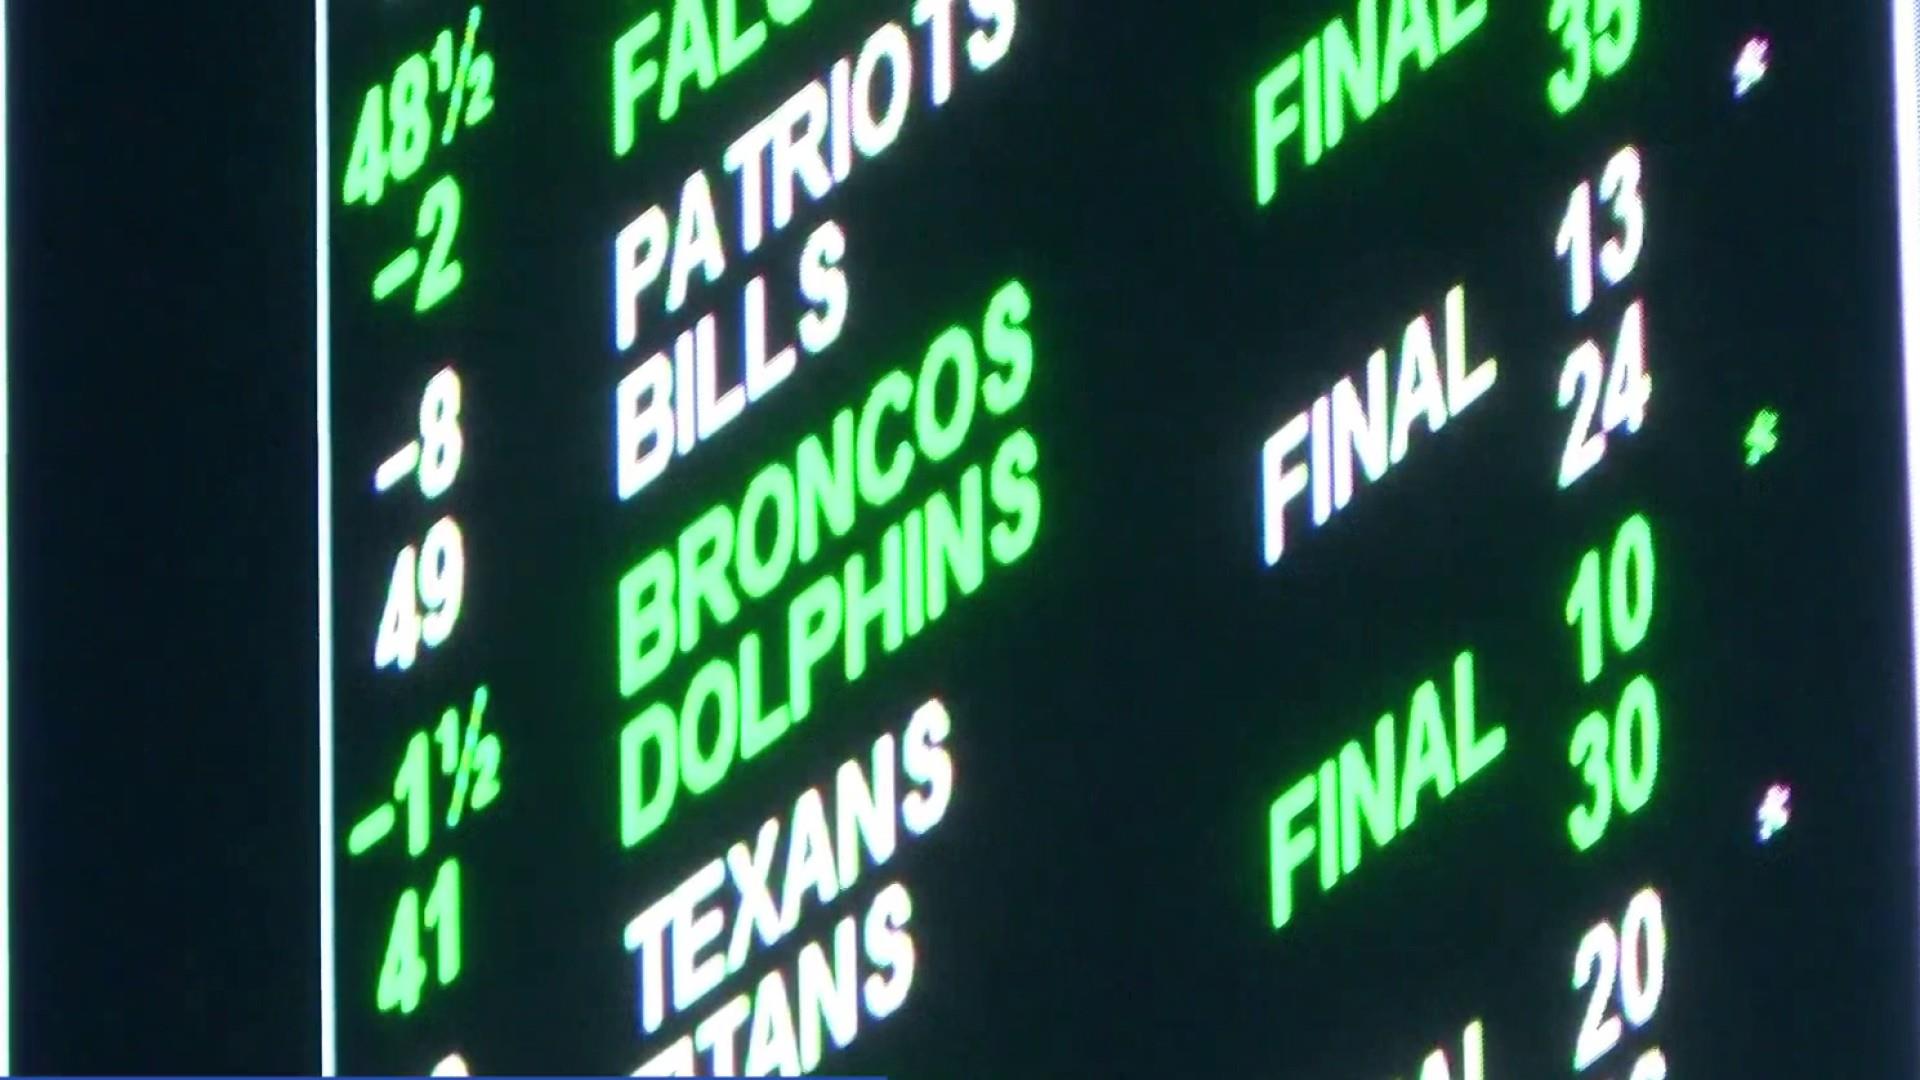 48½
-2 FINAL 35
-8 PATRIOTS 13 *
49 BILLS FINAL 24
-1½ BRONCOS 10 *
41 DOLPHINS FINAL 30
TEXANS 20 *